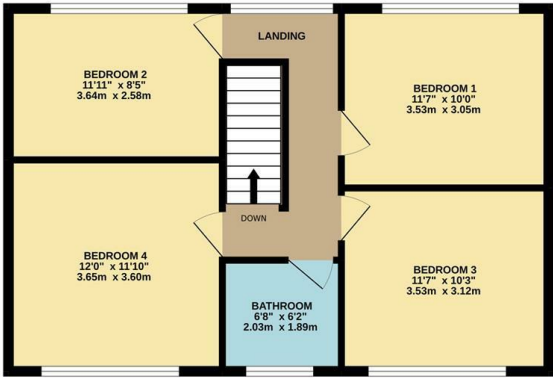 LANDING
BEDROOM 2
11'11" x 8'5"
3.64m x 2.58m
BEDROOM 1
11'7" x 10'0"
3.53m x 3.05m
DOWN
BEDROOM 4
12'0" x 11'10"
3.65m x 3.60m
BEDROOM 3
11'7" x 10'3"
3.53m x 3.12m
BATHROOM
6'8" x 6'2"
2.03m x 1.89m